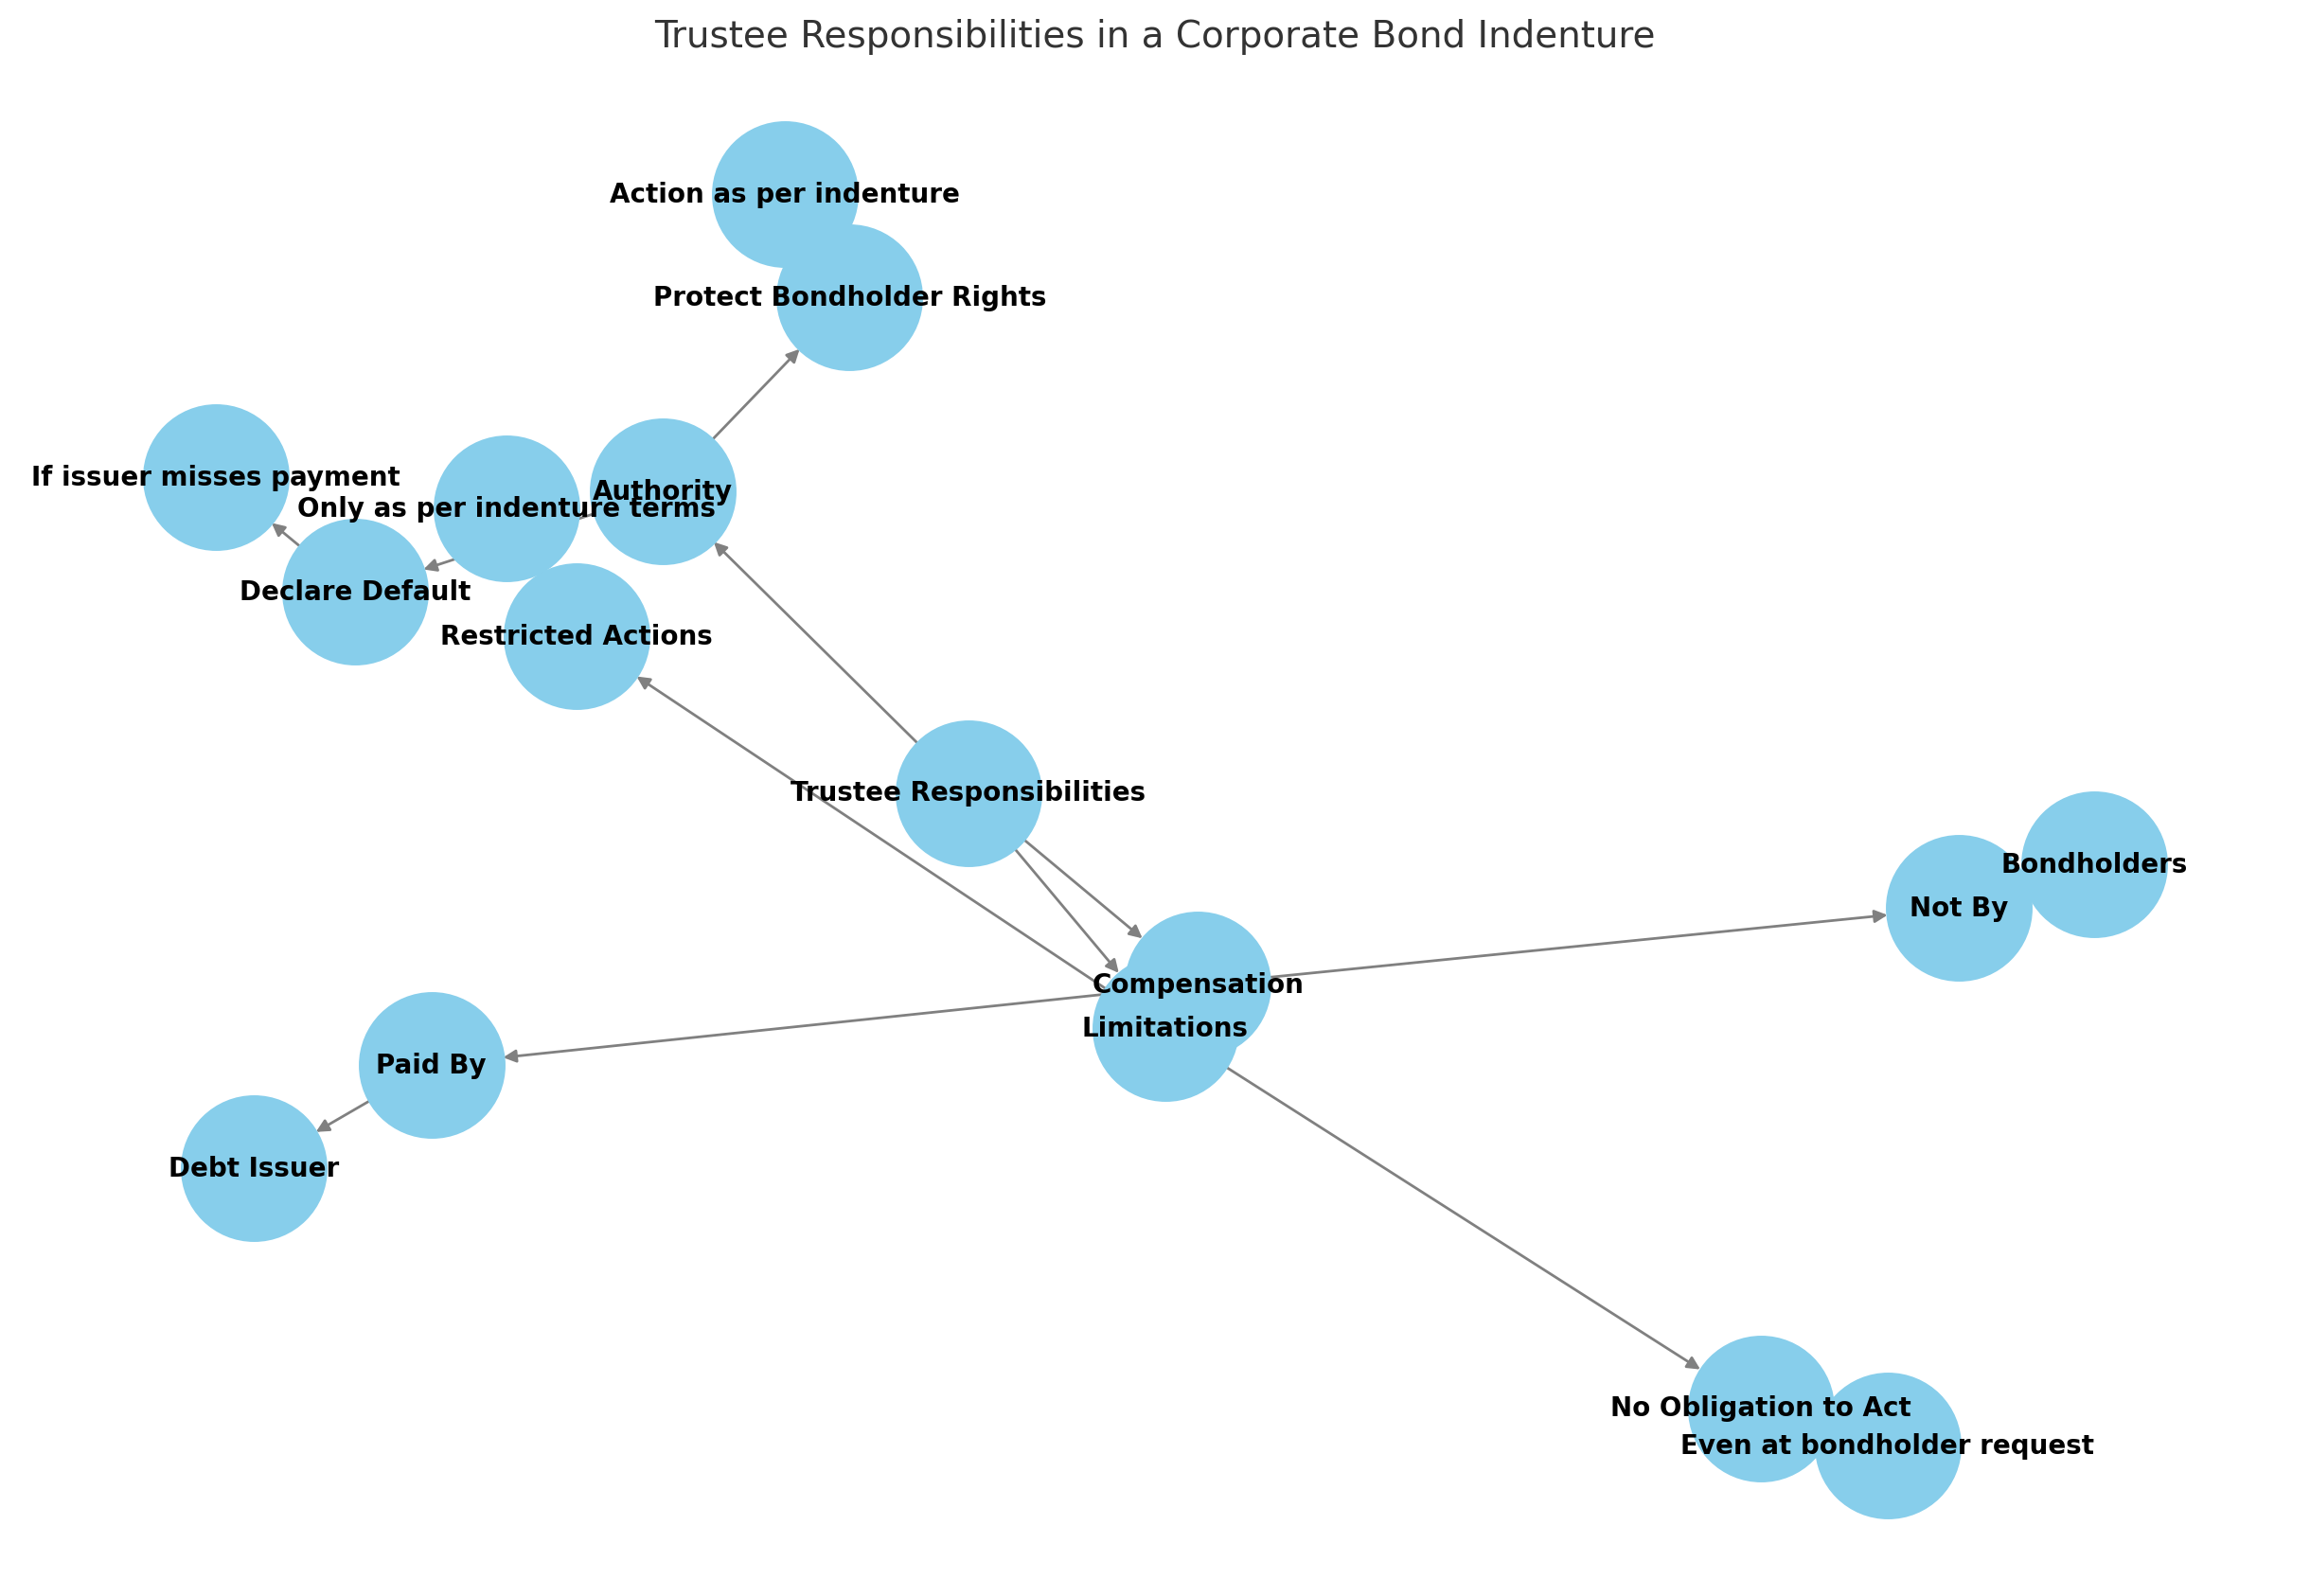 Trustee Responsibilities in a Corporate Bond Indenture
Action as per indenture
Protect Bondholder Rights
If issuer misses payment
Authority
Only as per indenture terms
Declare Default
Restricted Actions
Trustee Responsibilities
Bondholders
Not By
Compensation
Limitations
Paid By
Debt Issuer
No Obligation to Act
Even at bondholder request